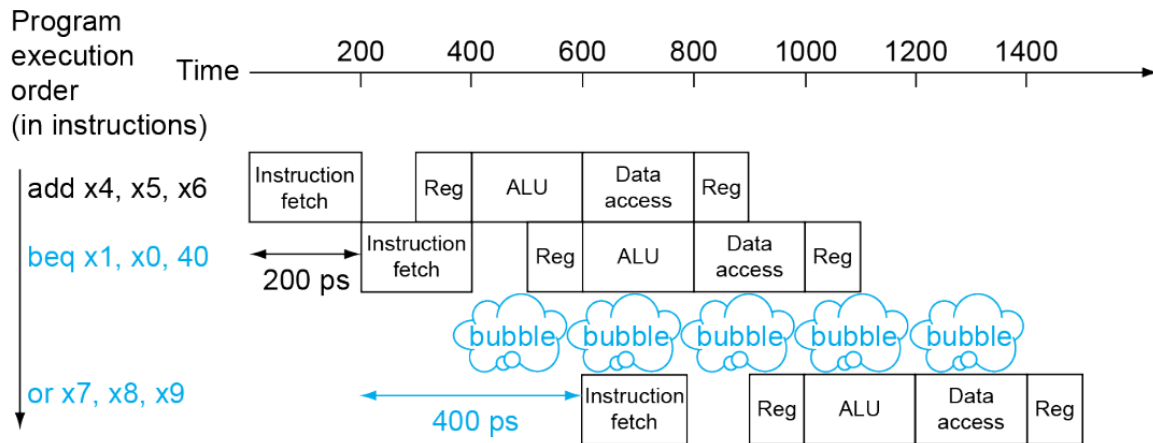 Program
execution
order
(in instructions)
Time
200 400 600 800 1000 1200 1400
add x4, x5, x6
Instruction
fetch
Reg
ALU
Data
access
Reg
beq x1, x0, 40
200 ps
Instruction
fetch
Reg
ALU
Data
access
Reg
bubble bubble bubble bubble bubble
or x7, x8, x9
400 ps
Instruction
fetch
Reg
ALU
Data
access
Reg